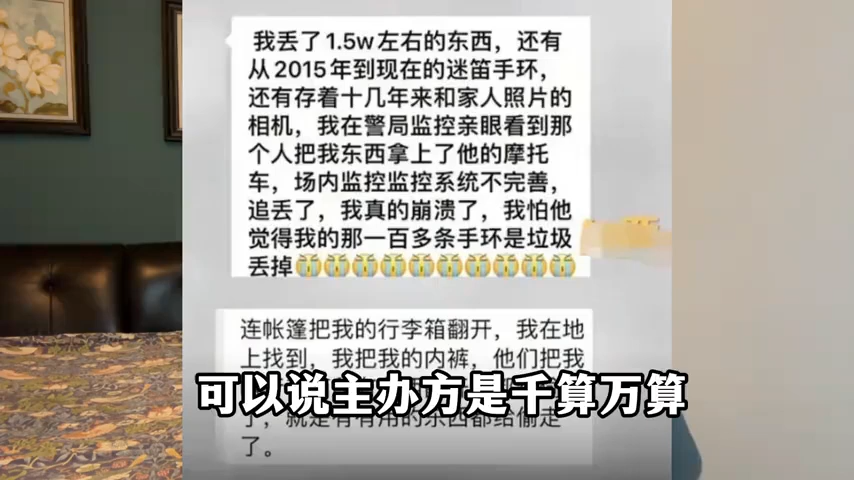 我丢了1.5w左右的东西，还有
从2015年到现在的迷笛手环，
还有存着十几年来和家人照片的
相机，我在警局监控亲眼看到那
个人把我东西拿上了他的摩托
车，场内监控监控系统不完善，
追丢了，我真的崩溃了，我怕他
觉得我的那一百多条手环是垃圾
丢掉😭😭😭😭😭😭😭😭😭😭
连帐篷把我的行李箱翻开，我在地
上找到，我把我的内裤，他们把我
可以说主办方是千算万算
就是有有用的东西都给偷走
了。